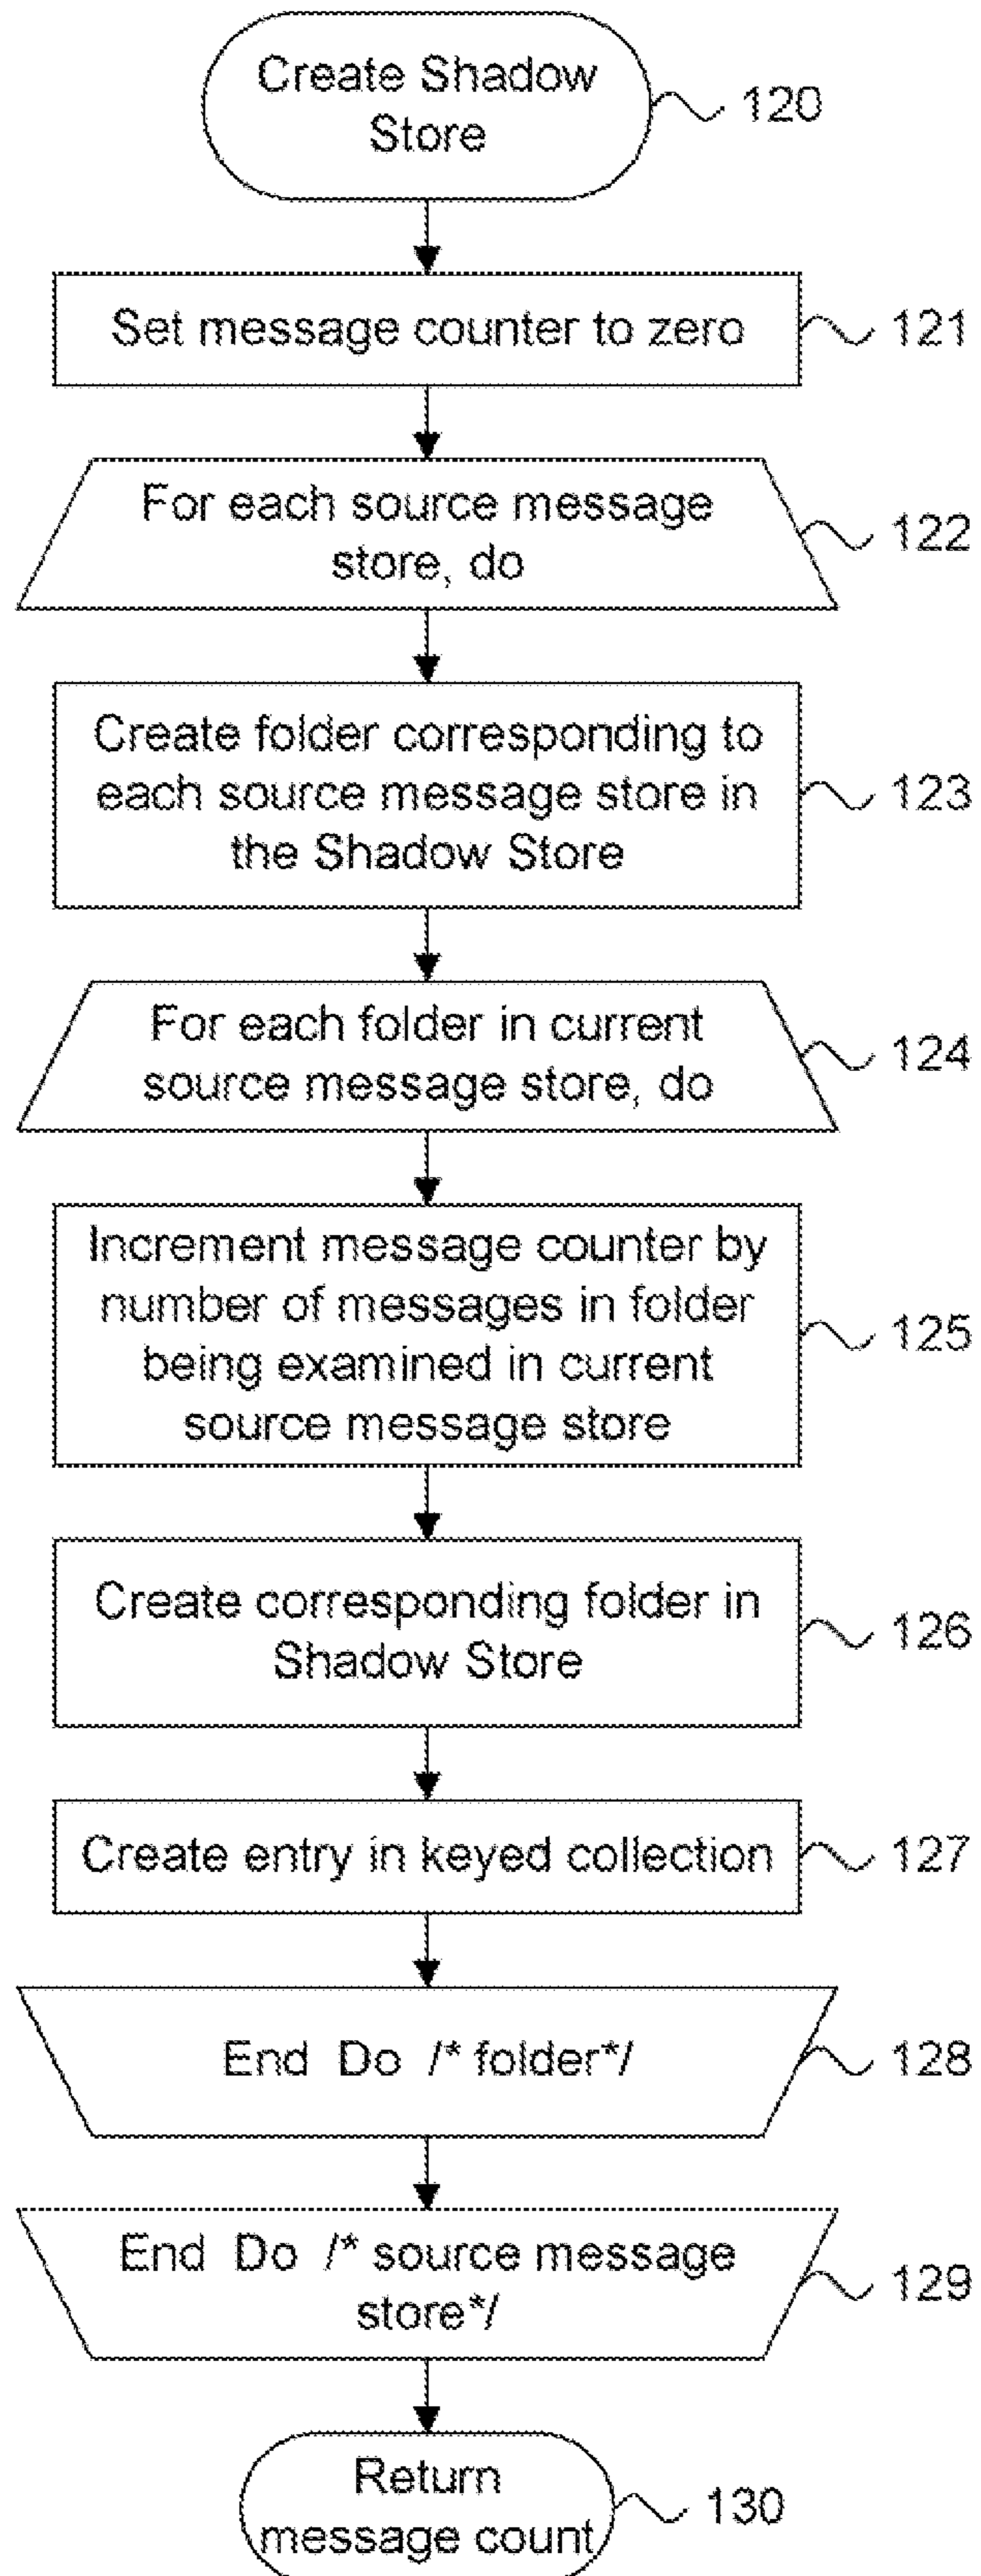 Create Shadow
Store
120
Set message counter to zero
121
For each source message
store, do
122
Create folder corresponding to
each source message store in
the Shadow Store
123
For each folder in current
source message store, do
124
Increment message counter by
number of messages in folder
being examined in current
source message store
125
Create corresponding folder in
Shadow Store
126
Create entry in keyed collection
127
End Do /* folder*/
128
End Do /* source message
store*/
129
Return
message count
130